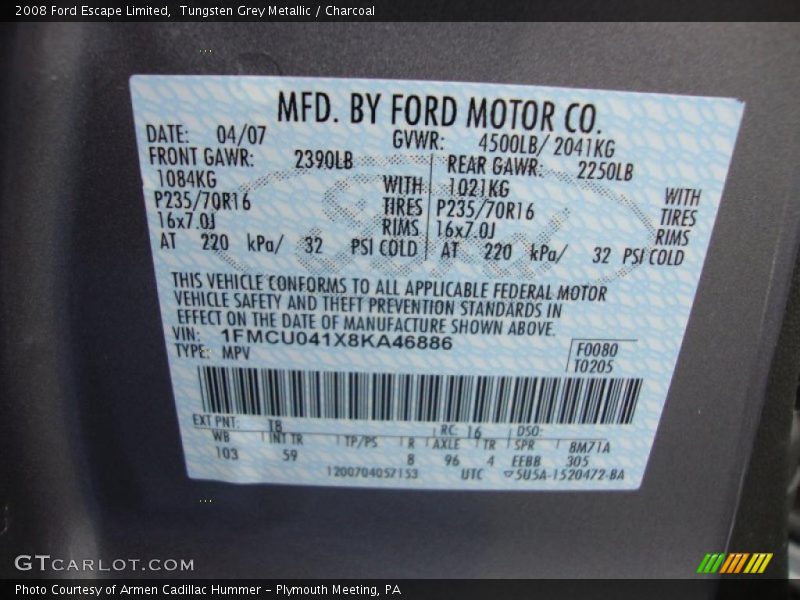 2008 Ford Escape Limited, Tungsten Grey Metallic / Charcoal
MFD. BY FORD MOTOR CO.
DATE: 04/07 GVWR: 4500LB/ 2041KG
FRONT GAWR: 2390LB REAR GAWR: 2250LB
1084KG WITH 1021KG WITH
P235/70R16 TIRES P235/70R16 TIRES
16x7.0J RIMS 16x7.0J RIMS
AT 220 kPa/ 32 PSI COLD AT 220 kPa/ 32 PSI COLD
THIS VEHICLE CONFORMS TO ALL APPLICABLE FEDERAL MOTOR
VEHICLE SAFETY AND THEFT PREVENTION STANDARDS IN
EFFECT ON THE DATE OF MANUFACTURE SHOWN ABOVE.
VIN: 1FMCU041X8KA46886 F0080
TYPE: MPV T0205
EXT PNT: T8 RC: 16 DSO:
WB INT TR TP/PS R AXLE TR SPR 8M71A
103 59 8 96 4 EEBB 305
1200704057153 UTC 5U5A-1520472-BA
GTCARLOT.COM
Photo Courtesy of Armen Cadillac Hummer - Plymouth Meeting, PA